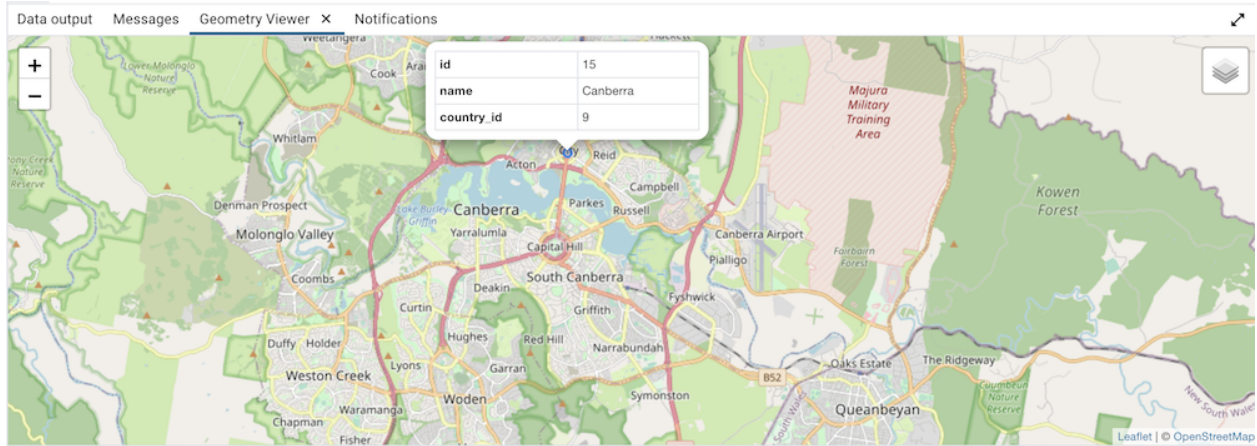 Data output Messages Geometry Viewer × Notifications
Weetangera
Hackett
+
−
Lower Molonglo
Nature
Reserve
Cook
id 15
name Canberra
country_id 9
Majura
Military
Training
Area
Whitlam
City
Reid
Acton
Nature
Reserve
Campbell
Kowen
Forest
Denman Prospect
Lake Burley
Griffin
Canberra
Parkes
Russell
Molonglo Valley
Yarralumla
Capital Hill
Canberra Airport
Fairbairn
Forest
Pialligo
Coombs
South Canberra
Deakin
Fyshwick
Curtin
Griffith
Duffy
Holder
Hughes
Red Hill
Narrabundah
Lyons
Garran
Oaks Estate
The Ridgeway
Weston Creek
B52
Cuumbeun
Nature
Reserve
Woden
Symonston
New South Wales
Waramanga
Queanbeyan
Chapman
Fisher
Leaflet | © OpenStreetMap